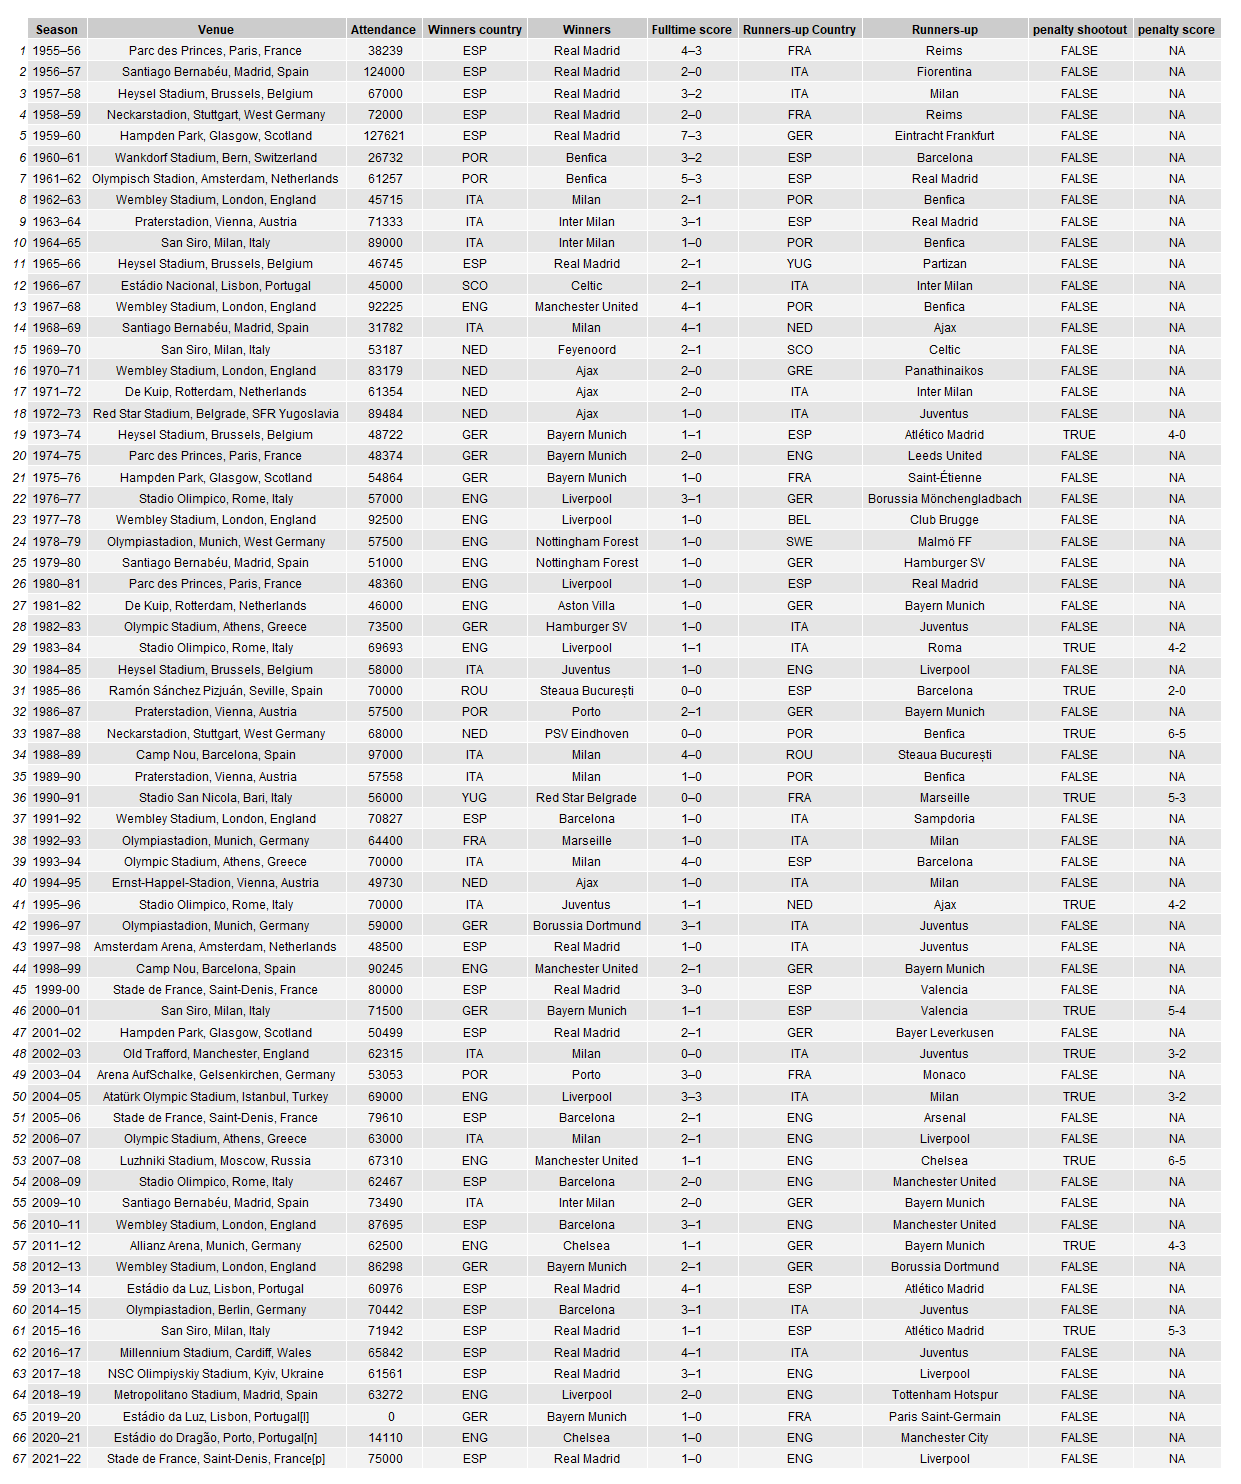 Season Venue Attendance Winners country Winners Fulltime score Runners-up Country Runners-up penalty shootout penalty score
1 1955–56 Parc des Princes, Paris, France 38239 ESP Real Madrid 4–3 FRA Reims FALSE NA
2 1956–57 Santiago Bernabéu, Madrid, Spain 124000 ESP Real Madrid 2–0 ITA Fiorentina FALSE NA
3 1957–58 Heysel Stadium, Brussels, Belgium 67000 ESP Real Madrid 3–2 ITA Milan FALSE NA
4 1958–59 Neckarstadion, Stuttgart, West Germany 72000 ESP Real Madrid 2–0 FRA Reims FALSE NA
5 1959–60 Hampden Park, Glasgow, Scotland 127621 ESP Real Madrid 7–3 GER Eintracht Frankfurt FALSE NA
6 1960–61 Wankdorf Stadium, Bern, Switzerland 26732 POR Benfica 3–2 ESP Barcelona FALSE NA
7 1961–62 Olympisch Stadion, Amsterdam, Netherlands 61257 POR Benfica 5–3 ESP Real Madrid FALSE NA
8 1962–63 Wembley Stadium, London, England 45715 ITA Milan 2–1 POR Benfica FALSE NA
9 1963–64 Praterstadion, Vienna, Austria 71333 ITA Inter Milan 3–1 ESP Real Madrid FALSE NA
10 1964–65 San Siro, Milan, Italy 89000 ITA Inter Milan 1–0 POR Benfica FALSE NA
11 1965–66 Heysel Stadium, Brussels, Belgium 46745 ESP Real Madrid 2–1 YUG Partizan FALSE NA
12 1966–67 Estádio Nacional, Lisbon, Portugal 45000 SCO Celtic 2–1 ITA Inter Milan FALSE NA
13 1967–68 Wembley Stadium, London, England 92225 ENG Manchester United 4–1 POR Benfica FALSE NA
14 1968–69 Santiago Bernabéu, Madrid, Spain 31782 ITA Milan 4–1 NED Ajax FALSE NA
15 1969–70 San Siro, Milan, Italy 53187 NED Feyenoord 2–1 SCO Celtic FALSE NA
16 1970–71 Wembley Stadium, London, England 83179 NED Ajax 2–0 GRE Panathinaikos FALSE NA
17 1971–72 De Kuip, Rotterdam, Netherlands 61354 NED Ajax 2–0 ITA Inter Milan FALSE NA
18 1972–73 Red Star Stadium, Belgrade, SFR Yugoslavia 89484 NED Ajax 1–0 ITA Juventus FALSE NA
19 1973–74 Heysel Stadium, Brussels, Belgium 48722 GER Bayern Munich 1–1 ESP Atlético Madrid TRUE 4-0
20 1974–75 Parc des Princes, Paris, France 48374 GER Bayern Munich 2–0 ENG Leeds United FALSE NA
21 1975–76 Hampden Park, Glasgow, Scotland 54864 GER Bayern Munich 1–0 FRA Saint-Étienne FALSE NA
22 1976–77 Stadio Olimpico, Rome, Italy 57000 ENG Liverpool 3–1 GER Borussia Mönchengladbach FALSE NA
23 1977–78 Wembley Stadium, London, England 92500 ENG Liverpool 1–0 BEL Club Brugge FALSE NA
24 1978–79 Olympiastadion, Munich, West Germany 57500 ENG Nottingham Forest 1–0 SWE Malmö FF FALSE NA
25 1979–80 Santiago Bernabéu, Madrid, Spain 51000 ENG Nottingham Forest 1–0 GER Hamburger SV FALSE NA
26 1980–81 Parc des Princes, Paris, France 48360 ENG Liverpool 1–0 ESP Real Madrid FALSE NA
27 1981–82 De Kuip, Rotterdam, Netherlands 46000 ENG Aston Villa 1–0 GER Bayern Munich FALSE NA
28 1982–83 Olympic Stadium, Athens, Greece 73500 GER Hamburger SV 1–0 ITA Juventus FALSE NA
29 1983–84 Stadio Olimpico, Rome, Italy 69693 ENG Liverpool 1–1 ITA Roma TRUE 4-2
30 1984–85 Heysel Stadium, Brussels, Belgium 58000 ITA Juventus 1–0 ENG Liverpool FALSE NA
31 1985–86 Ramón Sánchez Pizjuán, Seville, Spain 70000 ROU Steaua București 0–0 ESP Barcelona TRUE 2-0
32 1986–87 Praterstadion, Vienna, Austria 57500 POR Porto 2–1 GER Bayern Munich FALSE NA
33 1987–88 Neckarstadion, Stuttgart, West Germany 68000 NED PSV Eindhoven 0–0 POR Benfica TRUE 6-5
34 1988–89 Camp Nou, Barcelona, Spain 97000 ITA Milan 4–0 ROU Steaua București FALSE NA
35 1989–90 Praterstadion, Vienna, Austria 57558 ITA Milan 1–0 POR Benfica FALSE NA
36 1990–91 Stadio San Nicola, Bari, Italy 56000 YUG Red Star Belgrade 0–0 FRA Marseille TRUE 5-3
37 1991–92 Wembley Stadium, London, England 70827 ESP Barcelona 1–0 ITA Sampdoria FALSE NA
38 1992–93 Olympiastadion, Munich, Germany 64400 FRA Marseille 1–0 ITA Milan FALSE NA
39 1993–94 Olympic Stadium, Athens, Greece 70000 ITA Milan 4–0 ESP Barcelona FALSE NA
40 1994–95 Ernst-Happel-Stadion, Vienna, Austria 49730 NED Ajax 1–0 ITA Milan FALSE NA
41 1995–96 Stadio Olimpico, Rome, Italy 70000 ITA Juventus 1–1 NED Ajax TRUE 4-2
42 1996–97 Olympiastadion, Munich, Germany 59000 GER Borussia Dortmund 3–1 ITA Juventus FALSE NA
43 1997–98 Amsterdam Arena, Amsterdam, Netherlands 48500 ESP Real Madrid 1–0 ITA Juventus FALSE NA
44 1998–99 Camp Nou, Barcelona, Spain 90245 ENG Manchester United 2–1 GER Bayern Munich FALSE NA
45 1999-00 Stade de France, Saint-Denis, France 80000 ESP Real Madrid 3–0 ESP Valencia FALSE NA
46 2000–01 San Siro, Milan, Italy 71500 GER Bayern Munich 1–1 ESP Valencia TRUE 5-4
47 2001–02 Hampden Park, Glasgow, Scotland 50499 ESP Real Madrid 2–1 GER Bayer Leverkusen FALSE NA
48 2002–03 Old Trafford, Manchester, England 62315 ITA Milan 0–0 ITA Juventus TRUE 3-2
49 2003–04 Arena AufSchalke, Gelsenkirchen, Germany 53053 POR Porto 3–0 FRA Monaco FALSE NA
50 2004–05 Atatürk Olympic Stadium, Istanbul, Turkey 69000 ENG Liverpool 3–3 ITA Milan TRUE 3-2
51 2005–06 Stade de France, Saint-Denis, France 79610 ESP Barcelona 2–1 ENG Arsenal FALSE NA
52 2006–07 Olympic Stadium, Athens, Greece 63000 ITA Milan 2–1 ENG Liverpool FALSE NA
53 2007–08 Luzhniki Stadium, Moscow, Russia 67310 ENG Manchester United 1–1 ENG Chelsea TRUE 6-5
54 2008–09 Stadio Olimpico, Rome, Italy 62467 ESP Barcelona 2–0 ENG Manchester United FALSE NA
55 2009–10 Santiago Bernabéu, Madrid, Spain 73490 ITA Inter Milan 2–0 GER Bayern Munich FALSE NA
56 2010–11 Wembley Stadium, London, England 87695 ESP Barcelona 3–1 ENG Manchester United FALSE NA
57 2011–12 Allianz Arena, Munich, Germany 62500 ENG Chelsea 1–1 GER Bayern Munich TRUE 4-3
58 2012–13 Wembley Stadium, London, England 86298 GER Bayern Munich 2–1 GER Borussia Dortmund FALSE NA
59 2013–14 Estádio da Luz, Lisbon, Portugal 60976 ESP Real Madrid 4–1 ESP Atlético Madrid FALSE NA
60 2014–15 Olympiastadion, Berlin, Germany 70442 ESP Barcelona 3–1 ITA Juventus FALSE NA
61 2015–16 San Siro, Milan, Italy 71942 ESP Real Madrid 1–1 ESP Atlético Madrid TRUE 5-3
62 2016–17 Millennium Stadium, Cardiff, Wales 65842 ESP Real Madrid 4–1 ITA Juventus FALSE NA
63 2017–18 NSC Olimpiyskiy Stadium, Kyiv, Ukraine 61561 ESP Real Madrid 3–1 ENG Liverpool FALSE NA
64 2018–19 Metropolitano Stadium, Madrid, Spain 63272 ENG Liverpool 2–0 ENG Tottenham Hotspur FALSE NA
65 2019–20 Estádio da Luz, Lisbon, Portugal[l] 0 GER Bayern Munich 1–0 FRA Paris Saint-Germain FALSE NA
66 2020–21 Estádio do Dragão, Porto, Portugal[n] 14110 ENG Chelsea 1–0 ENG Manchester City FALSE NA
67 2021–22 Stade de France, Saint-Denis, France[p] 75000 ESP Real Madrid 1–0 ENG Liverpool FALSE NA